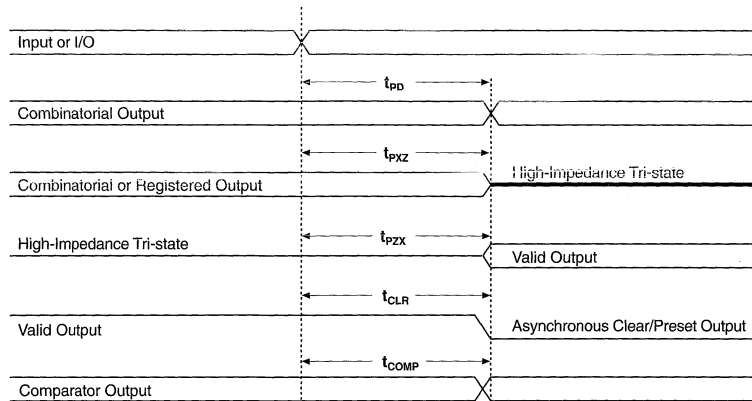 Input or I/O
tPD
Combinatorial Output
tPXZ
Combinatorial or Registered Output
High-Impedance Tri-state
tPZX
High-Impedance Tri-state
Valid Output
tCLR
Valid Output
Asynchronous Clear/Preset Output
tCOMP
Comparator Output